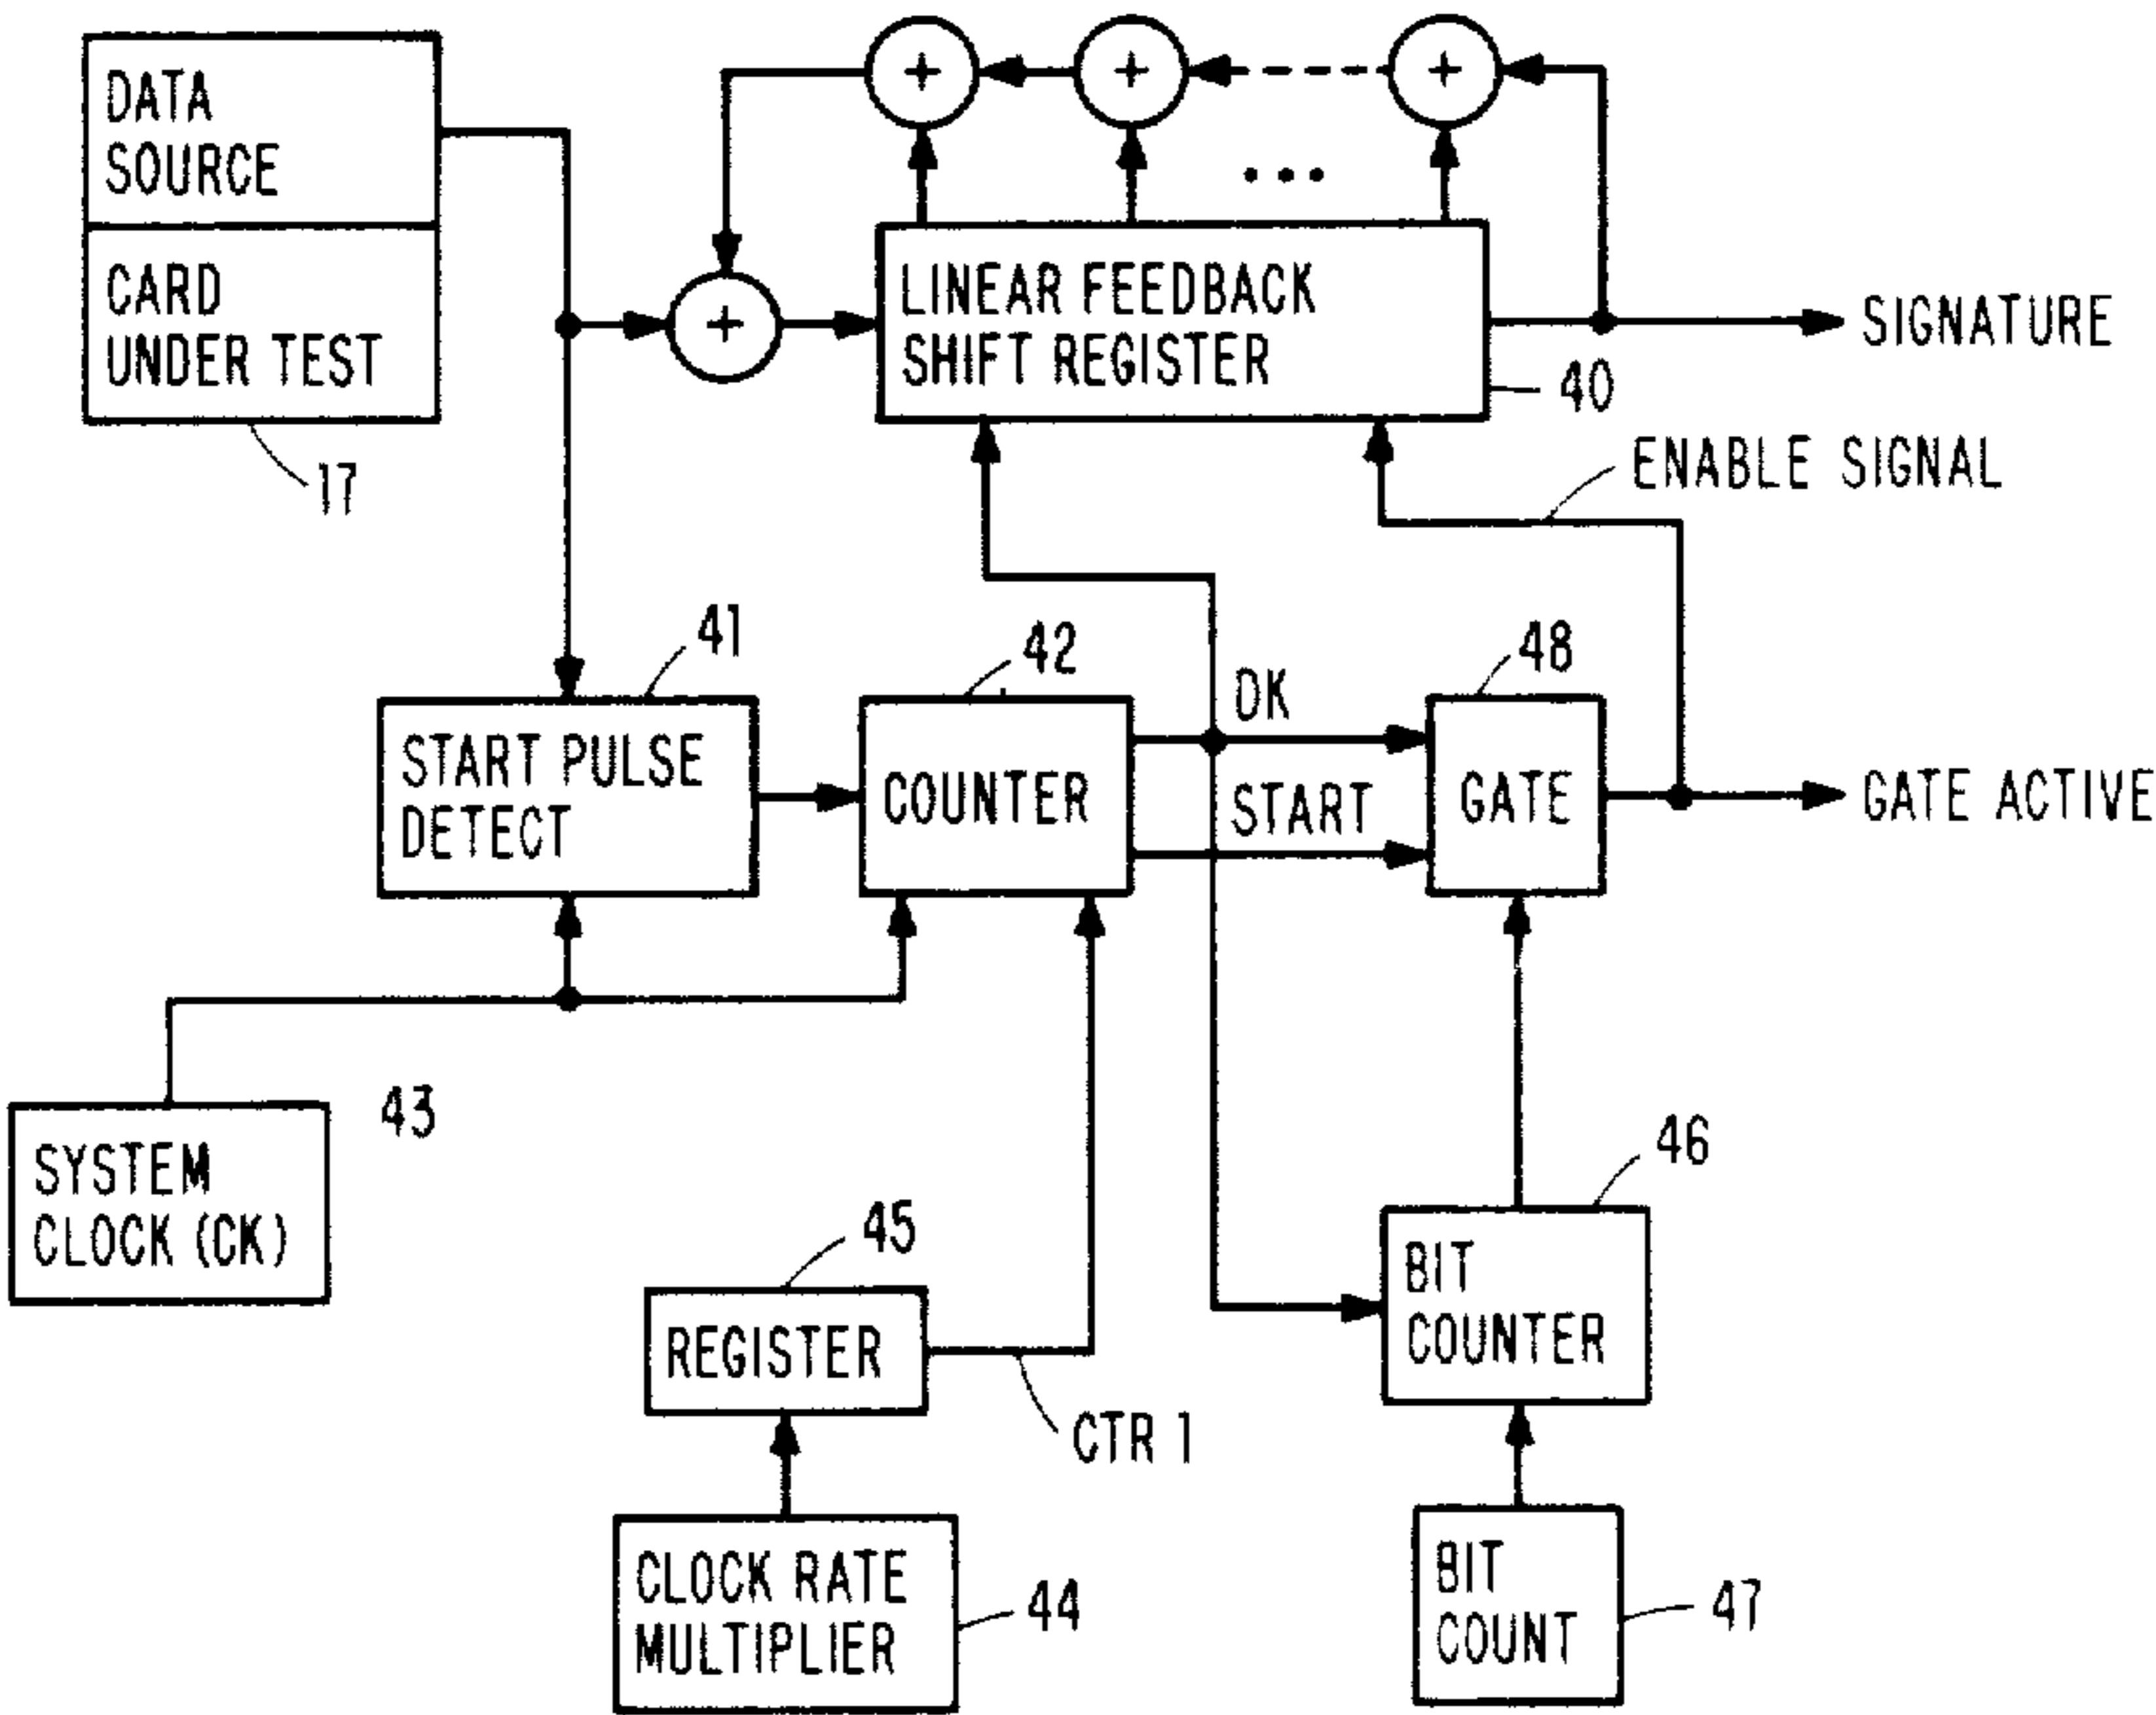 DATA
SOURCE
CARD
UNDER TEST
17
+
+
+
+
...
LINEAR FEEDBACK
SHIFT REGISTER
40
SIGNATURE
ENABLE SIGNAL
41
START PULSE
DETECT
42
COUNTER
DK
START
48
GATE
GATE ACTIVE
43
SYSTEM
CLOCK (CK)
45
REGISTER
CTR 1
CLOCK RATE
MULTIPLIER
44
46
BIT
COUNTER
BIT
COUNT
47